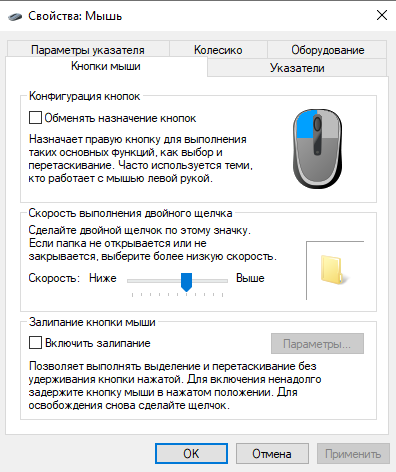 Свойства: Мышь
Параметры указателя
Колесико
Оборудование
Кнопки мыши
Указатели
Конфигурация кнопок
Обменять назначение кнопок
Назначает правую кнопку для выполнения
таких основных функций, как выбор и
перетаскивание. Часто используется теми,
кто работает с мышью левой рукой.
Скорость выполнения двойного щелчка
Сделайте двойной щелчок по этому значку.
Если папка не открывается или не
закрывается, выберите более низкую скорость.
Скорость: Ниже Выше
Залипание кнопки мыши
Включить залипание
Параметры...
Позволяет выполнять выделение и перетаскивание без
удерживания кнопки нажатой. Для включения ненадолго
задержите кнопку мыши в нажатом положении. Для
освобождения снова сделайте щелчок.
OK Отмена Применить